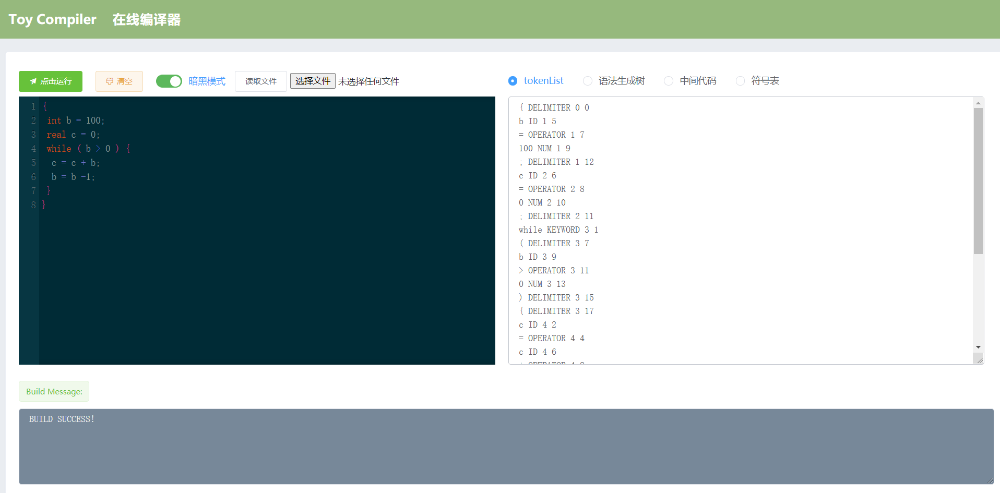 Toy Compiler 在线编译器
点击运行 清空 暗黑模式 读取文件 选择文件 未选择任何文件
tokenList 语法生成树 中间代码 符号表
1 {
2 int b = 100;
3 real c = 0;
4 while ( b > 0 ) {
5 c = c + b;
6 b = b -1;
7 }
8 }
{ DELIMITER 0 0
b ID 1 5
= OPERATOR 1 7
100 NUM 1 9
; DELIMITER 1 12
c ID 2 6
= OPERATOR 2 8
0 NUM 2 10
; DELIMITER 2 11
while KEYWORD 3 1
( DELIMITER 3 7
b ID 3 9
> OPERATOR 3 11
0 NUM 3 13
) DELIMITER 3 15
{ DELIMITER 3 17
c ID 4 2
= OPERATOR 4 4
c ID 4 6
+ OPERATOR 4 8
Build Message:
BUILD SUCCESS!